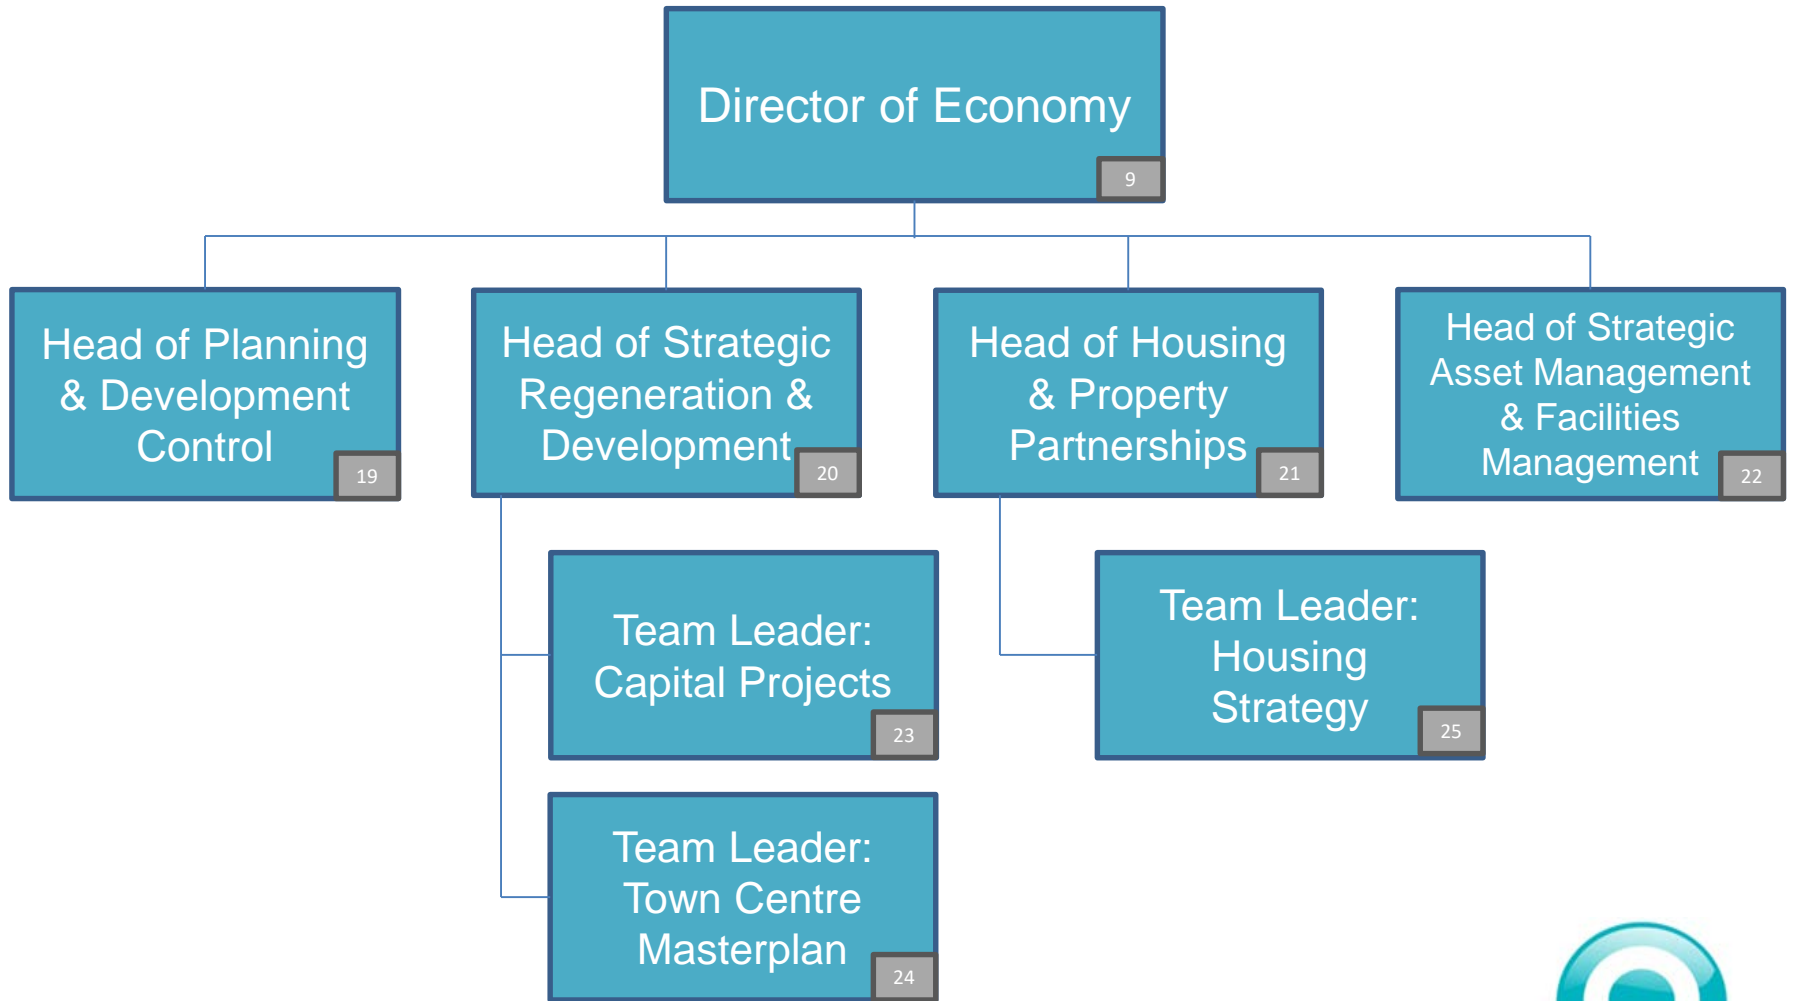 Director of Economy
9
Head of Planning
& Development
Control
19
Head of Strategic
Regeneration &
Development
20
Head of Housing
& Property
Partnerships
21
Head of Strategic
Asset Management
& Facilities
Management
22
Team Leader:
Capital Projects
23
Team Leader:
Housing
Strategy
25
Team Leader:
Town Centre
Masterplan
24